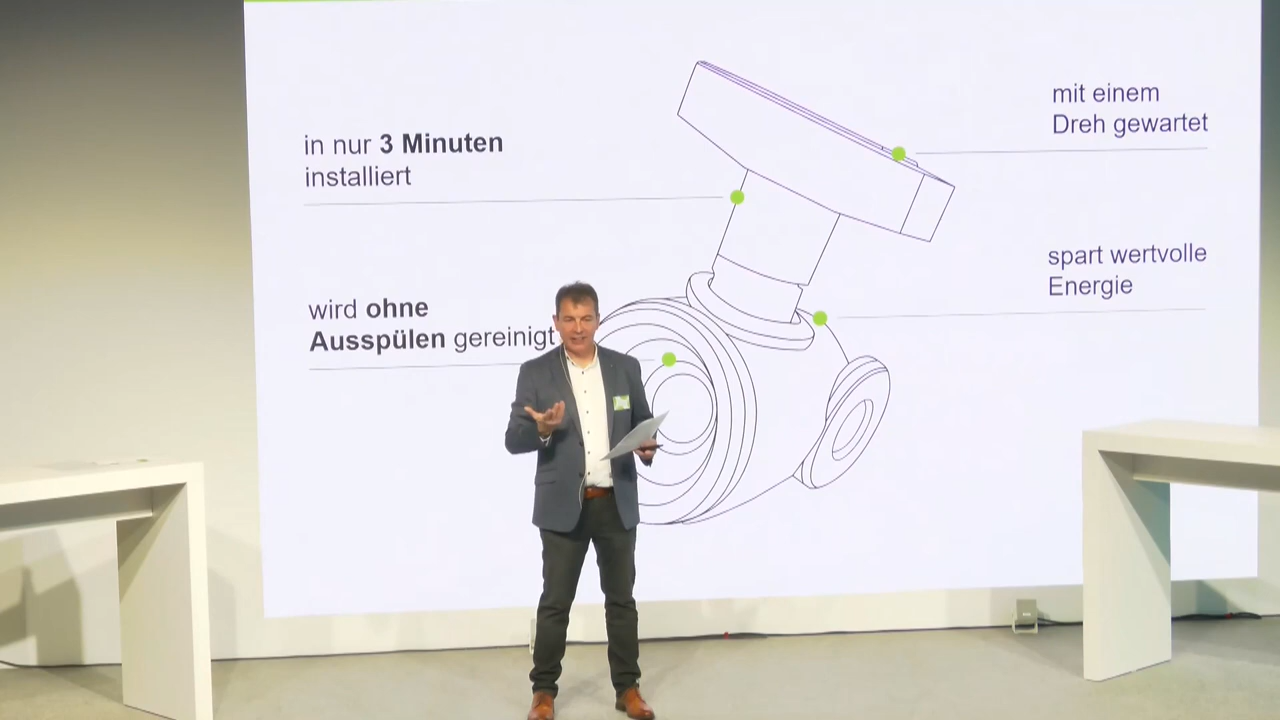 in nur 3 Minuten
installiert
wird ohne
Ausspülen gereinigt
mit einem
Dreh gewartet
spart wertvolle
Energie